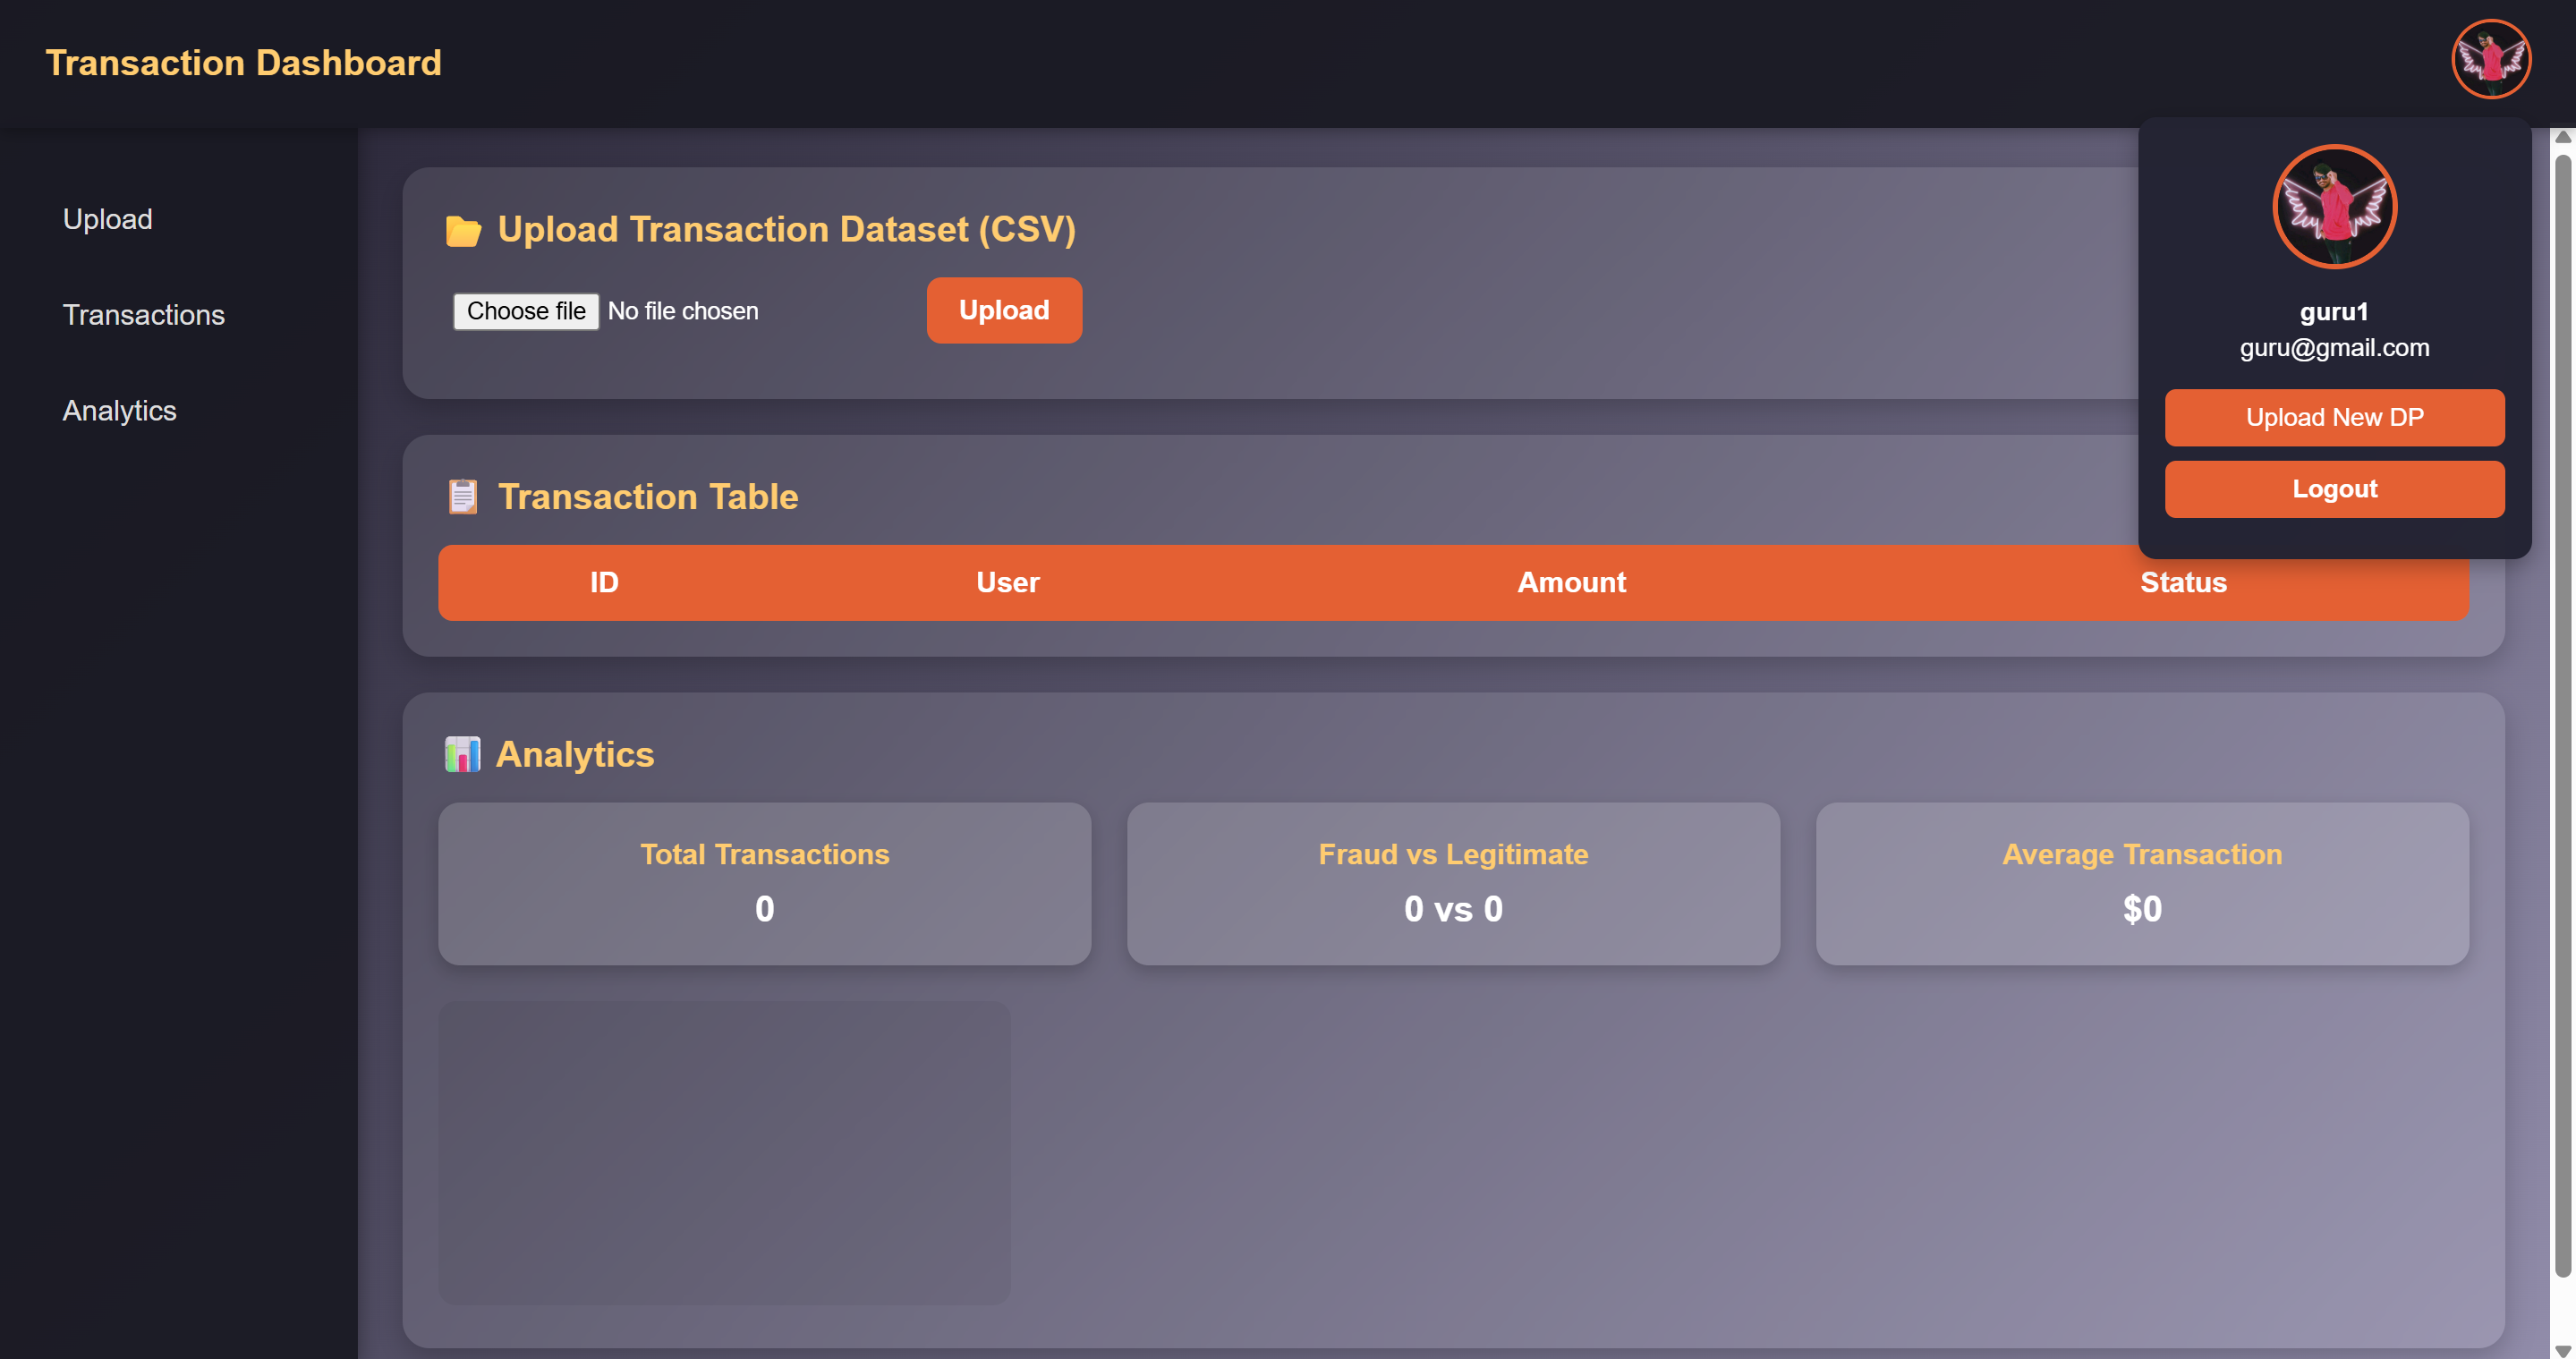 Transaction Dashboard
Upload
Transactions
Analytics
Upload Transaction Dataset (CSV)
Choose file No file chosen Upload
Transaction Table
ID User Amount Status
Analytics
Total Transactions
0
Fraud vs Legitimate
0 vs 0
Average Transaction
$0
guru1
guru@gmail.com
Upload New DP
Logout